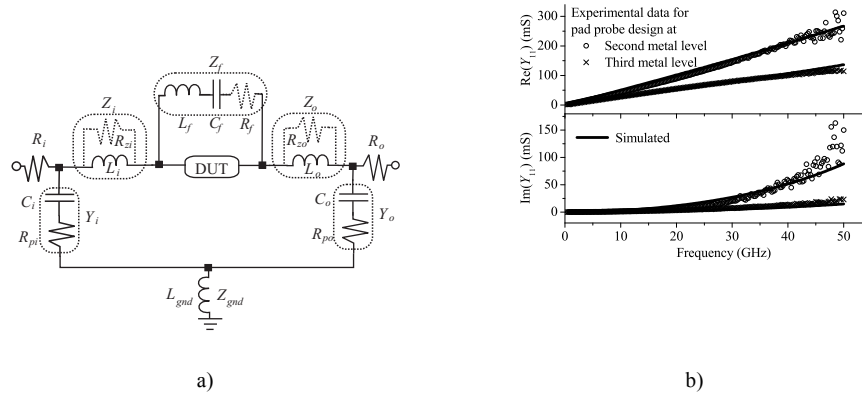 Z_f
L_f C_f R_f
Z_i
R_zi
L_i
Z_o
R_zo
L_o
R_i
R_o
DUT
C_i
Y_i
R_pi
C_o
Y_o
R_po
L_gnd Z_gnd
a)
Experimental data for
pad probe design at
Second metal level
Third metal level
Re(Y_11) (mS)
300
200
100
0
Simulated
Im(Y_11) (mS)
150
100
50
0
0 10 20 30 40 50
Frequency (GHz)
b)